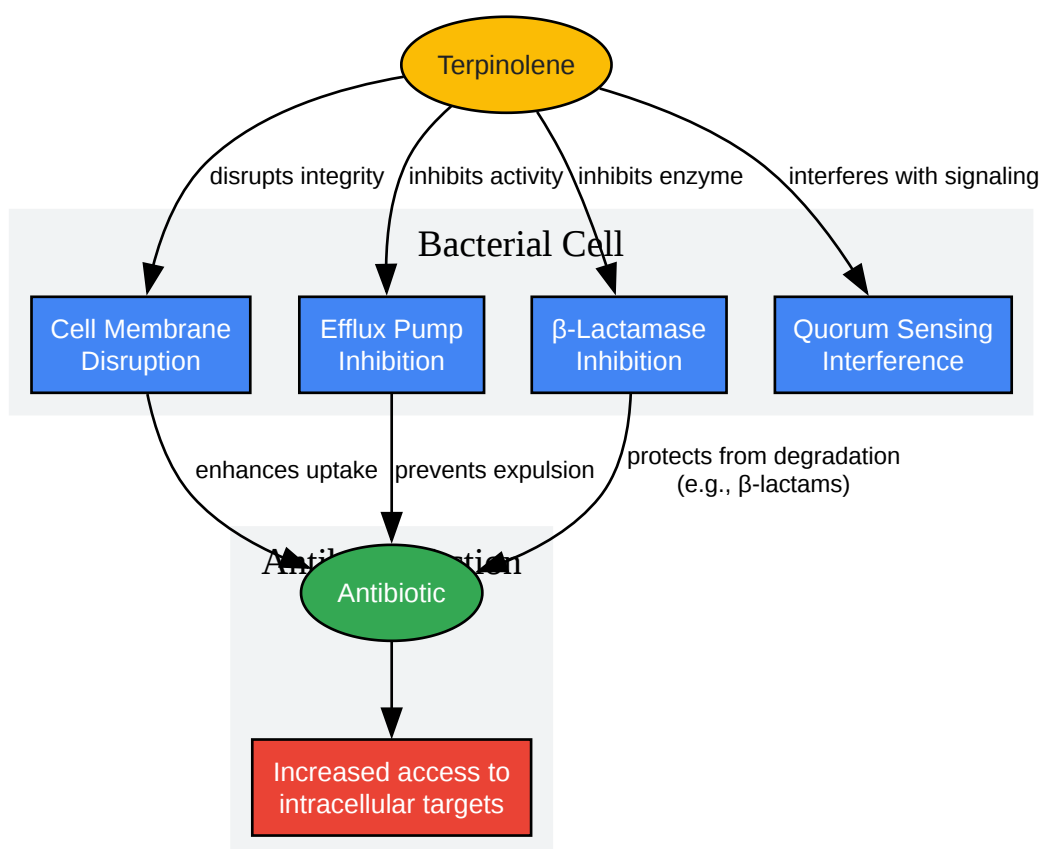 Terpinolene
disrupts integrity
inhibits activity
inhibits enzyme
interferes with signaling
Bacterial Cell
Cell Membrane
Disruption
Efflux Pump
Inhibition
β-Lactamase
Inhibition
Quorum Sensing
Interference
enhances uptake
prevents expulsion
protects from degradation
(e.g., β-lactams)
Antibiotic
Increased access to
intracellular targets